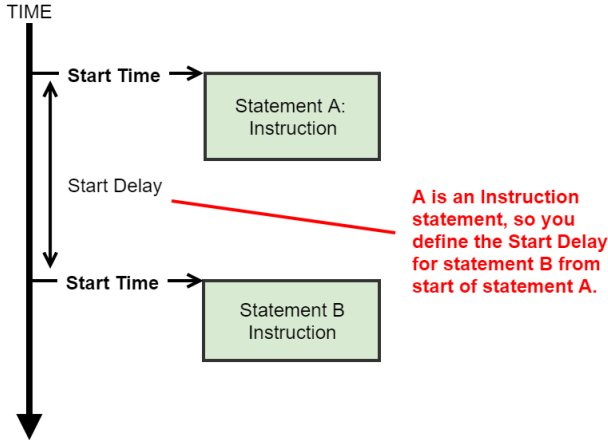 TIME
Start Time
Statement A:
Instruction
Start Delay
A is an Instruction
statement, so you
define the Start Delay
for statement B from
start of statement A.
Start Time
Statement B
Instruction